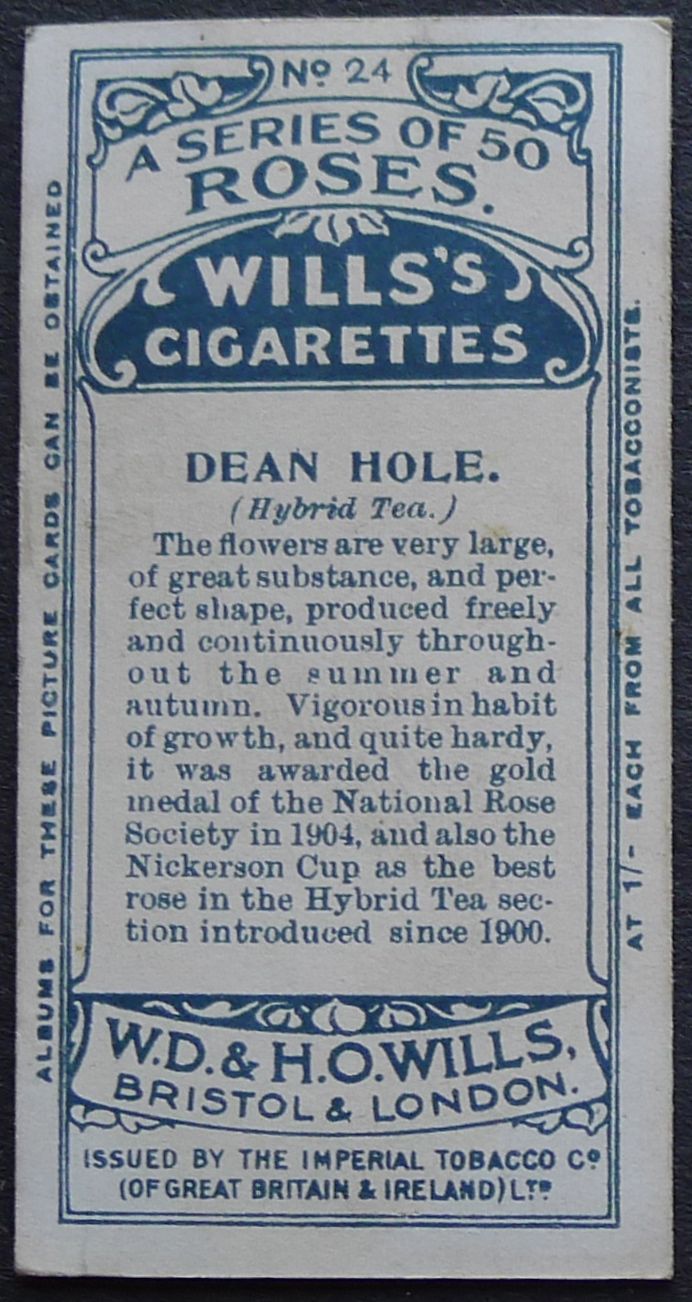 No 24
A SERIES OF 50
ROSES.
WILLS'S
CIGARETTES
DEAN HOLE.
(Hybrid Tea.)
The flowers are very large,
of great substance, and per-
fect shape, produced freely
and continuously through-
out the summer and
autumn. Vigorous in habit
of growth, and quite hardy,
it was awarded the gold
medal of the National Rose
Society in 1904, and also the
Nickerson Cup as the best
rose in the Hybrid Tea sec-
tion introduced since 1900.
W.D. & H.O. WILLS,
BRISTOL & LONDON.
ISSUED BY THE IMPERIAL TOBACCO Co
(OF GREAT BRITAIN & IRELAND) LTD
ALBUMS FOR THESE PICTURE CARDS CAN BE OBTAINED
AT 1/- EACH FROM ALL TOBACCONISTS.